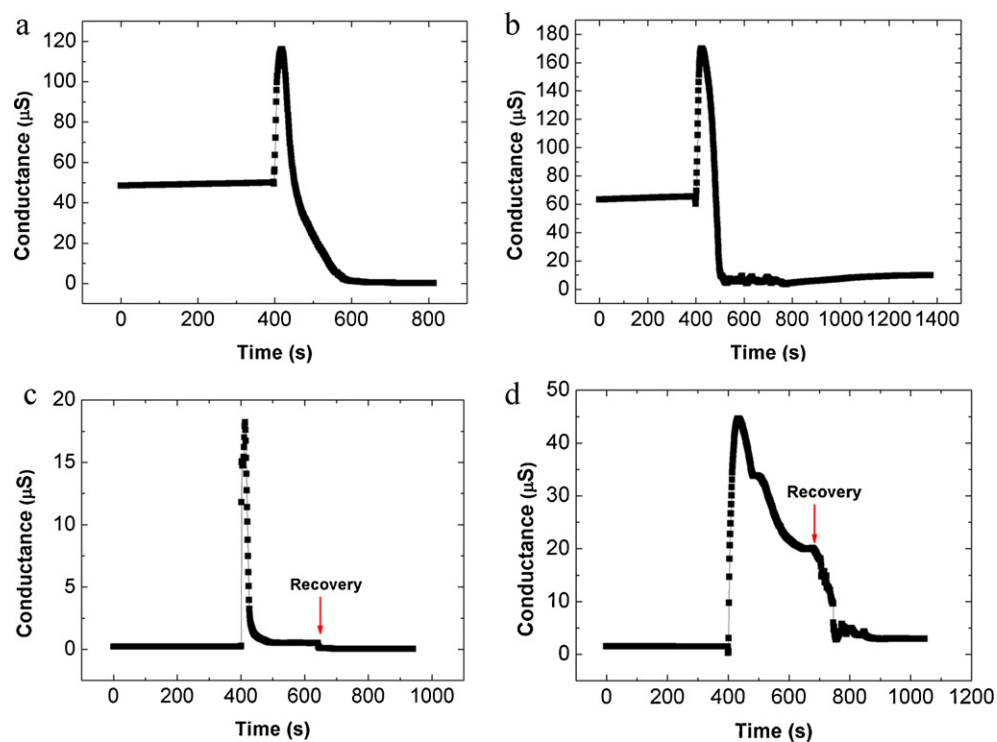 a
120
100
80
60
40
20
0
Conductance (µS)
0 200 400 600 800
Time (s)
b
180
160
140
120
100
80
60
40
20
0
Conductance (µS)
0 200 400 600 800 1000 1200 1400
Time (s)
c
20
15
10
5
0
Conductance (µS)
Recovery
0 200 400 600 800 1000
Time (s)
d
50
40
30
20
10
0
Conductance (µS)
Recovery
0 200 400 600 800 1000 1200
Time (s)